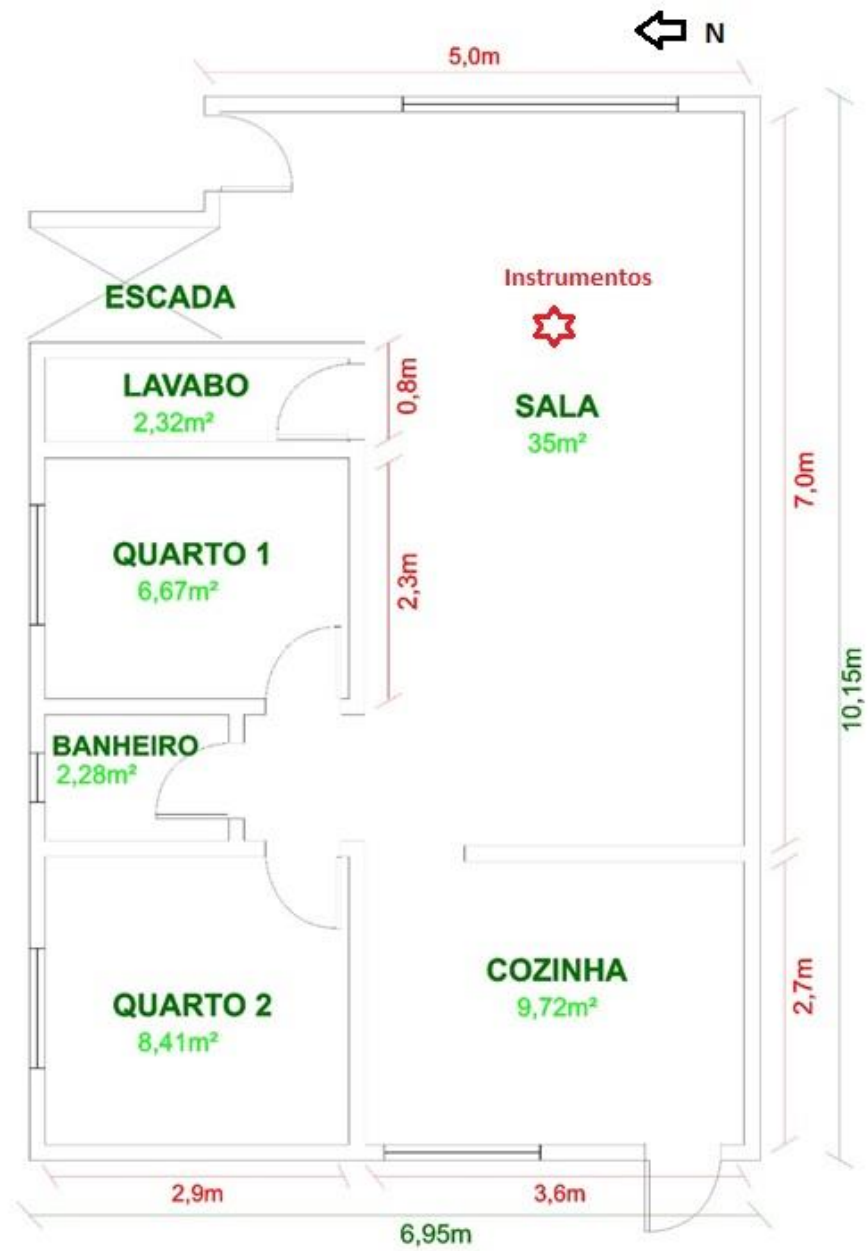 N
5,0m
Instrumentos
ESCADA
LAVABO
2,32m²
0,8m
SALA
35m²
7,0m
QUARTO 1
6,67m²
2,3m
10,15m
BANHEIRO
2,28m²
QUARTO 2
8,41m²
COZINHA
9,72m²
2,7m
2,9m
3,6m
6,95m